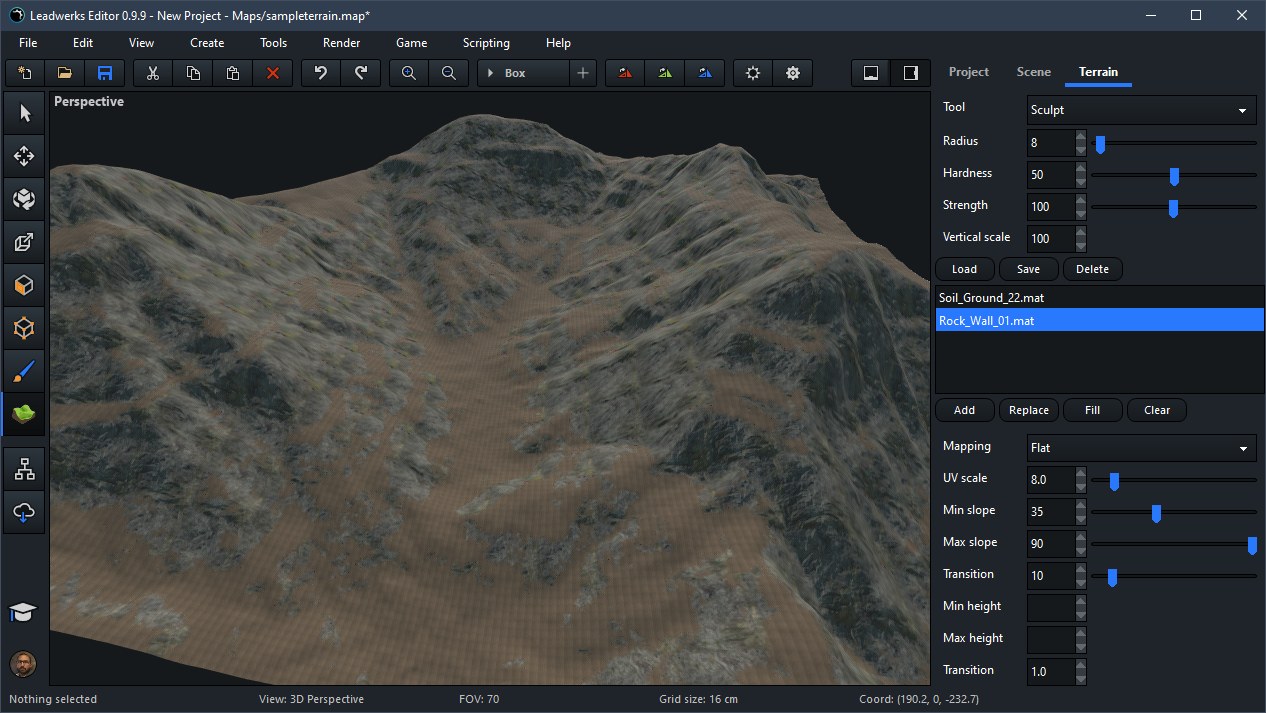 Leadwerks Editor 0.9.9 - New Project - Maps/sampleterrain.map*
File Edit View Create Tools Render Game Scripting Help
Box
Project Scene Terrain
Perspective
Tool Sculpt
Radius 8
Hardness 50
Strength 100
Vertical scale 100
Load Save Delete
Soil_Ground_22.mat
Rock_Wall_01.mat
Add Replace Fill Clear
Mapping Flat
UV scale 8.0
Min slope 35
Max slope 90
Transition 10
Min height
Max height
Transition 1.0
Nothing selected View: 3D Perspective FOV: 70 Grid size: 16 cm Coord: (190.2, 0, -232.7)